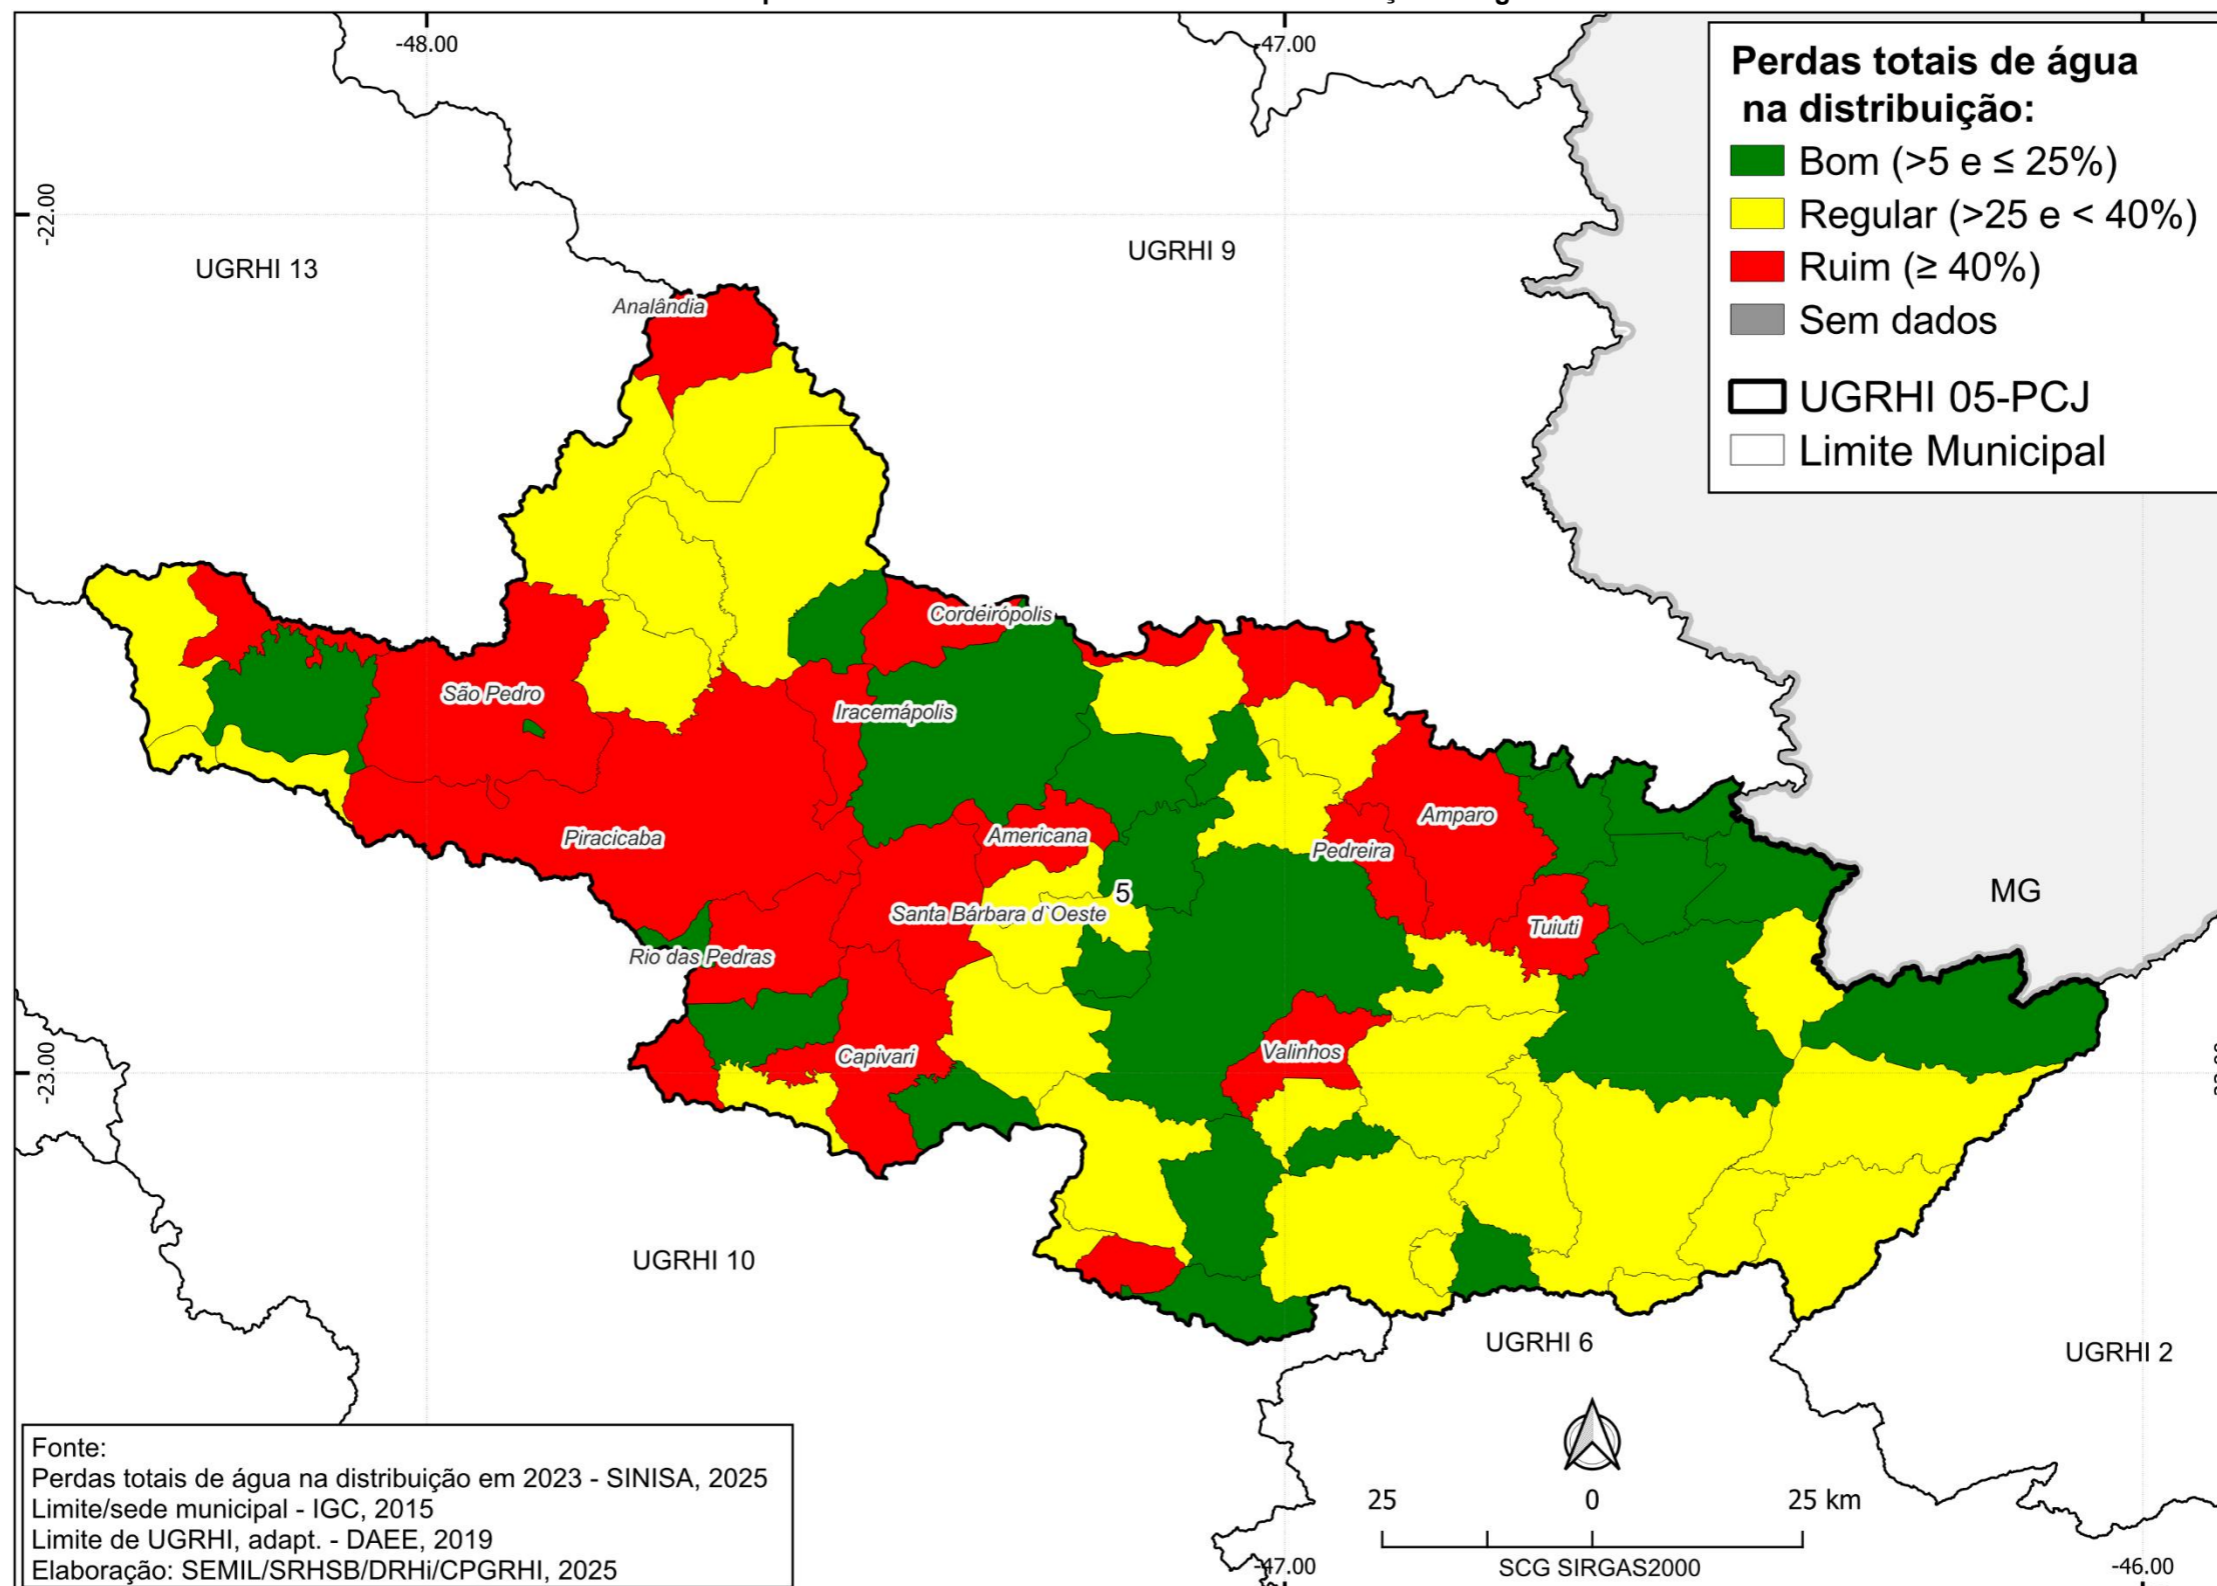 -48.00
-47.00
Perdas totais de água
na distribuição:
Bom (>5 e ≤ 25%)
Regular (>25 e < 40%)
Ruim (≥ 40%)
Sem dados
UGRHI 05-PCJ
Limite Municipal
-22.00
UGRHI 13
UGRHI 9
Analândia
Cordeirópolis
São Pedro
Iracemápolis
Piracicaba
Americana
Amparo
Pedreira
5
MG
Santa Bárbara d`Oeste
Tuiuti
Rio das Pedras
Capivari
Valinhos
-23.00
UGRHI 10
UGRHI 6
UGRHI 2
Fonte:
Perdas totais de água na distribuição em 2023 - SINISA, 2025
Limite/sede municipal - IGC, 2015
Limite de UGRHI, adapt. - DAEE, 2019
Elaboração: SEMIL/SRHSB/DRHi/CPGRHI, 2025
25 0 25 km
SCG SIRGAS2000
-47.00
-46.00